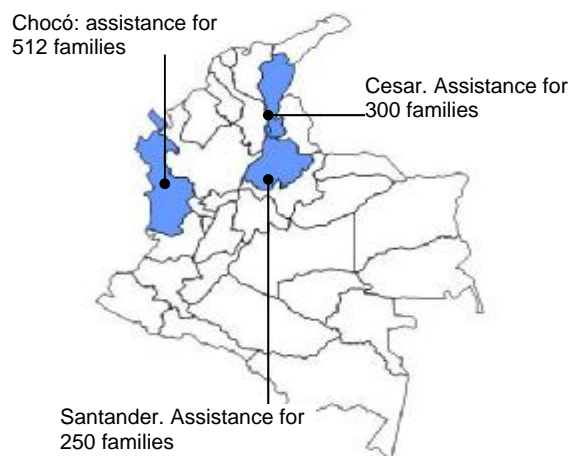 Chocó: assistance for
512 families
Cesar. Assistance for
300 families
Santander. Assistance for
250 families